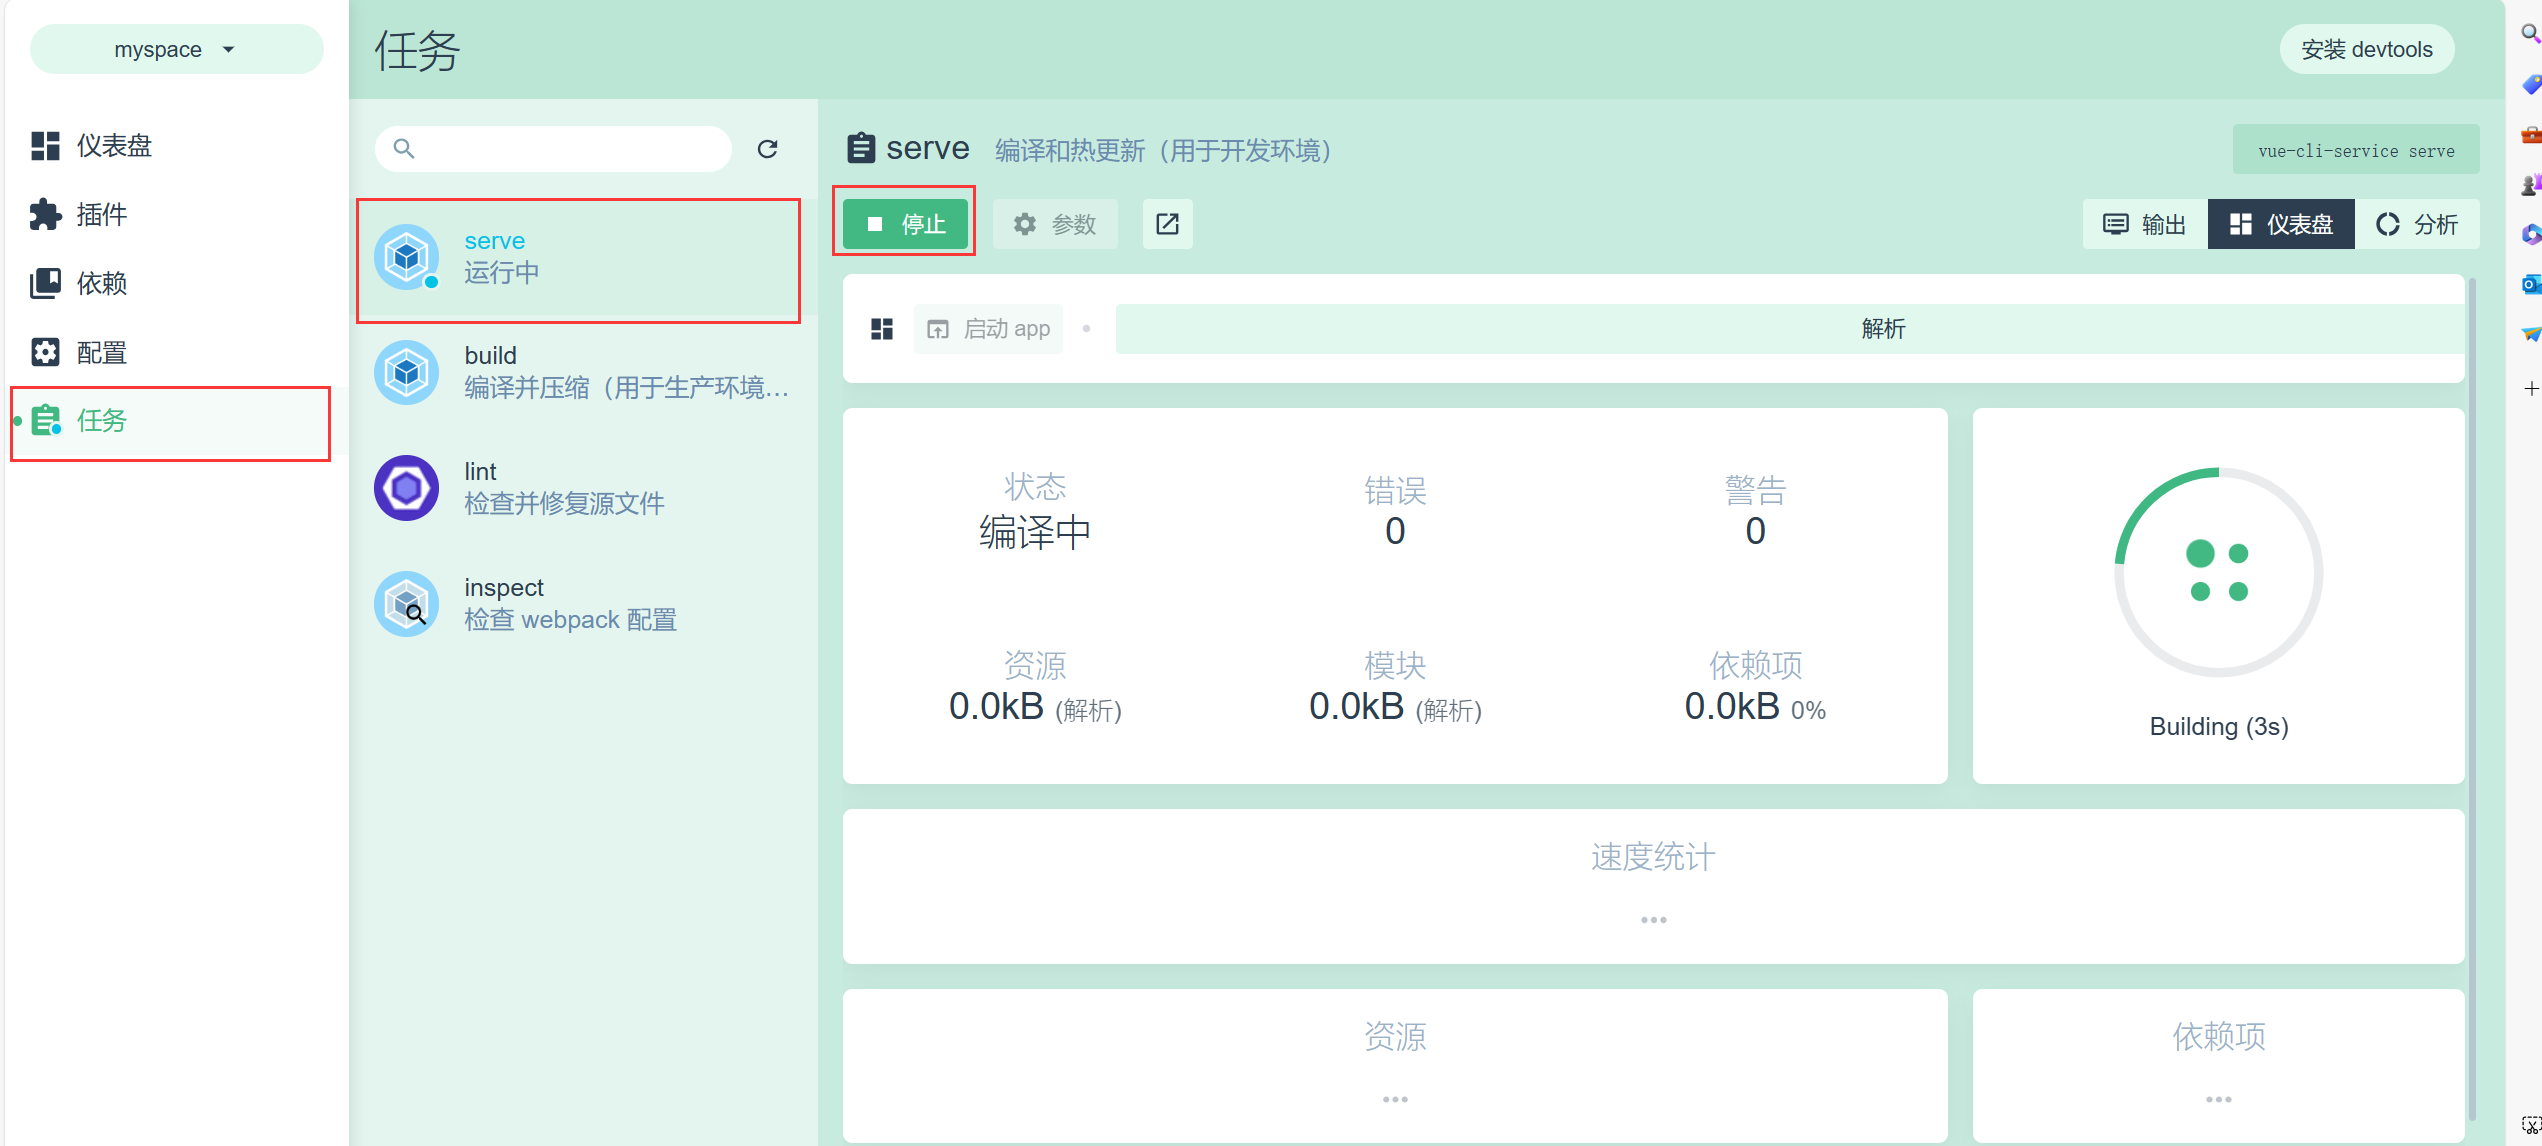 myspace
仪表盘
插件
依赖
配置
任务
任务
安装 devtools
serve
运行中
build
编译并压缩（用于生产环境…
lint
检查并修复源文件
inspect
检查 webpack 配置
serve 编译和热更新（用于开发环境）
vue-cli-service serve
停止 参数
输出 仪表盘 分析
启动 app
解析
状态 错误 警告
编译中 0 0
资源 模块 依赖项
0.0kB (解析) 0.0kB (解析) 0.0kB 0%
Building (3s)
速度统计
资源 依赖项